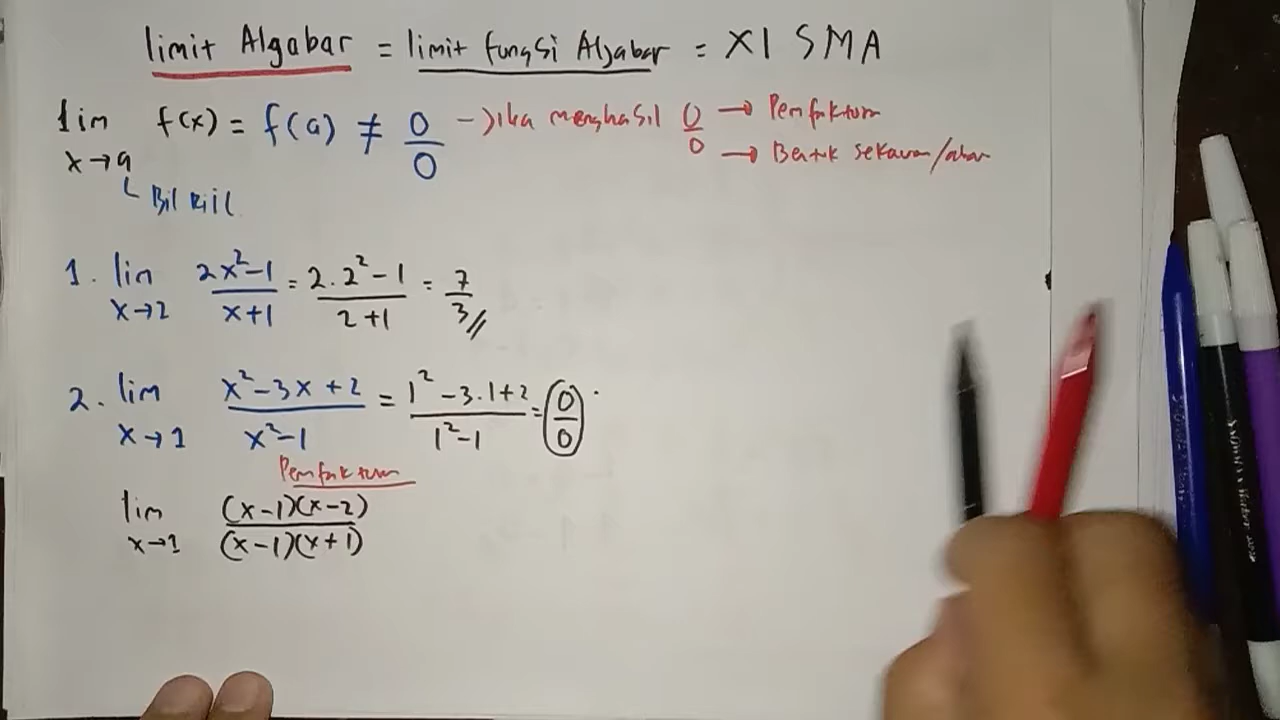 limit Algabar = limit fungsi Aljabar = XI SMA
lim f(x) = f(a) ≠ 0/0 - Jika menghasil 0/0 → Pemfaktoran
x→a → Bentuk sekawan/akar
Bil Riil
1. lim 2x²-1/x+1 = 2.2²-1/2+1 = 7/3//
x→2
2. lim x²-3x+2/x²-1 = 1²-3.1+2/1²-1 = 0/0
x→1
Pemfaktoran
lim (x-1)(x-2)/(x-1)(x+1)
x→1